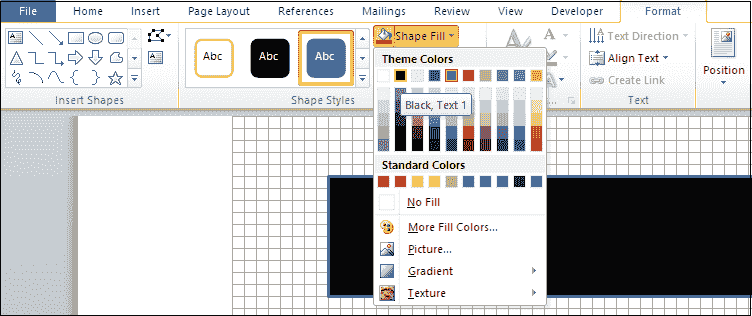 File Home Insert Page Layout References Mailings Review View Developer Format
Abc Abc Abc
Shape Fill
Text Direction
Align Text
Create Link
Position
Insert Shapes Shape Styles Text
Theme Colors
Black, Text 1
Standard Colors
No Fill
More Fill Colors...
Picture...
Gradient
Texture